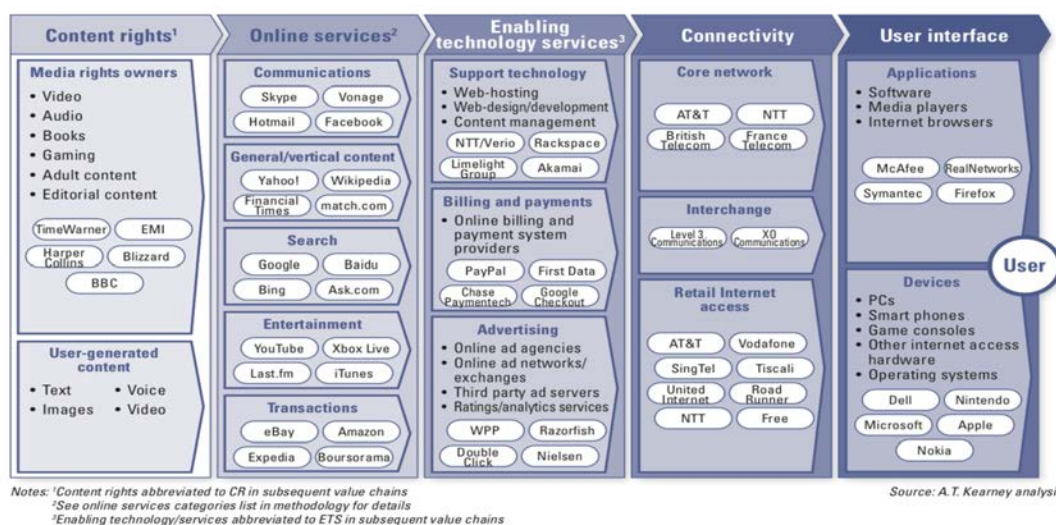 Content rights¹
Media rights owners
• Video
• Audio
• Books
• Gaming
• Adult content
• Editorial content
TimeWarner EMI
Harper Collins Blizzard
BBC
User-generated
content
• Text • Voice
• Images • Video
Online services²
Communications
Skype Vonage
Hotmail Facebook
General/vertical content
Yahoo! Wikipedia
Financial Times match.com
Search
Google Baidu
Bing Ask.com
Entertainment
YouTube Xbox Live
Last.fm iTunes
Transactions
eBay Amazon
Expedia Boursorama
Enabling
technology services³
Support technology
• Web-hosting
• Web-design/development
• Content management
NTT/Verio Rackspace
Limelight Group Akamai
Billing and payments
• Online billing and
payment system
providers
PayPal First Data
Chase Paymentech Google Checkout
Advertising
• Online ad agencies
• Online ad networks/
exchanges
• Third party ad servers
• Ratings/analytics services
WPP Razorfish
Double Click Nielsen
Connectivity
Core network
AT&T NTT
British Telecom France Telecom
Interchange
Level 3 Communications XO Communications
Retail Internet
access
AT&T Vodafone
SingTel Tiscali
United Internet Road Runner
NTT Free
User interface
Applications
• Software
• Media players
• Internet browsers
McAfee RealNetworks
Symantec Firefox
User
Devices
• PCs
• Smart phones
• Game consoles
• Other internet access
hardware
• Operating systems
Dell Nintendo
Microsoft Apple
Nokia
Notes: ¹Content rights abbreviated to CR in subsequent value chains
²See online services categories list in methodology for details
³Enabling technology/services abbreviated to ETS in subsequent value chains
Source: A.T. Kearney analysis